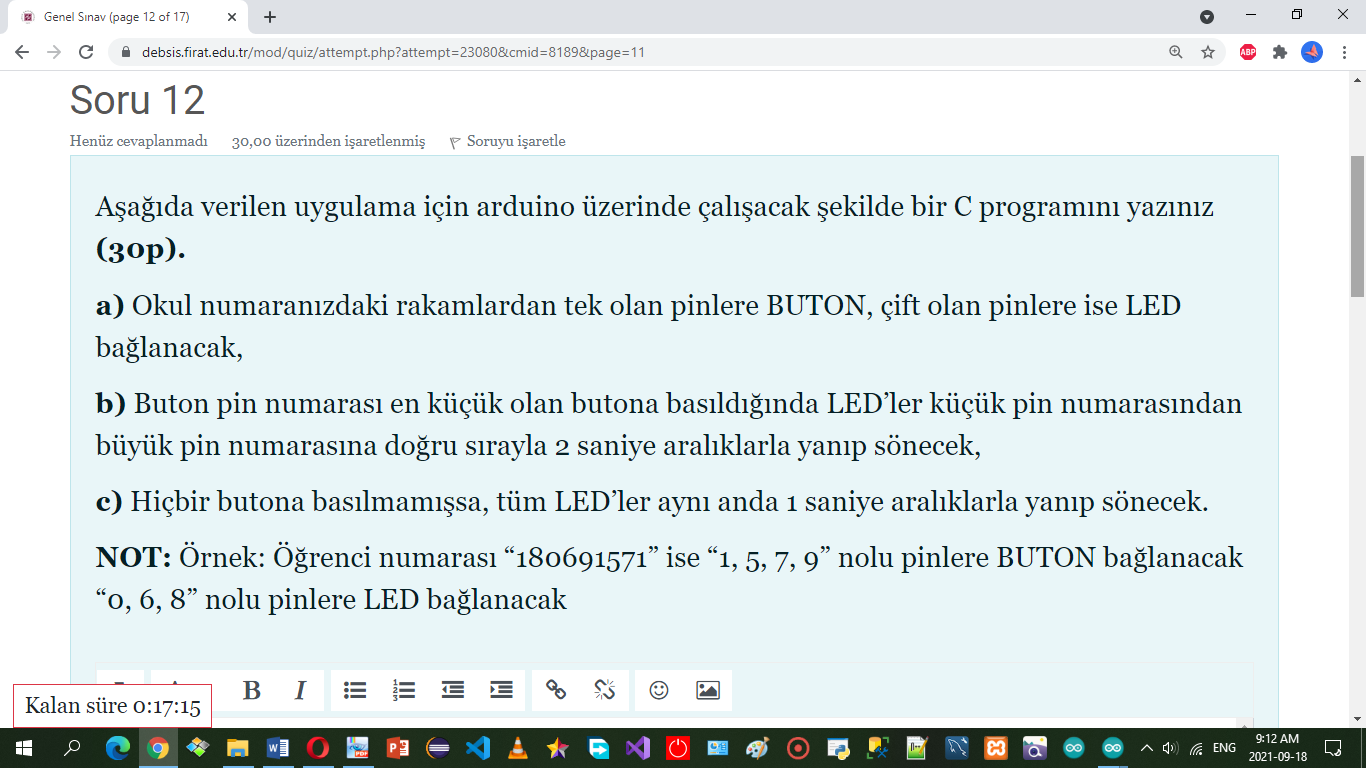 Genel Sınav (page 12 of 17)
debsis.firat.edu.tr/mod/quiz/attempt.php?attempt=23080&cmid=8189&page=11
ABP
Soru 12
Henüz cevaplanmadı 30,00 üzerinden işaretlenmiş Soruyu işaretle
Aşağıda verilen uygulama için arduino üzerinde çalışacak şekilde bir C programını yazınız
(30p).
a) Okul numaranızdaki rakamlardan tek olan pinlere BUTON, çift olan pinlere ise LED
bağlanacak,
b) Buton pin numarası en küçük olan butona basıldığında LED’ler küçük pin numarasından
büyük pin numarasına doğru sırayla 2 saniye aralıklarla yanıp sönecek,
c) Hiçbir butona basılmamışsa, tüm LED’ler aynı anda 1 saniye aralıklarla yanıp sönecek.
NOT: Örnek: Öğrenci numarası “180691571” ise “1, 5, 7, 9” nolu pinlere BUTON bağlanacak
“0, 6, 8” nolu pinlere LED bağlanacak
B I
Kalan süre 0:17:15
ENG
9:12 AM
2021-09-18